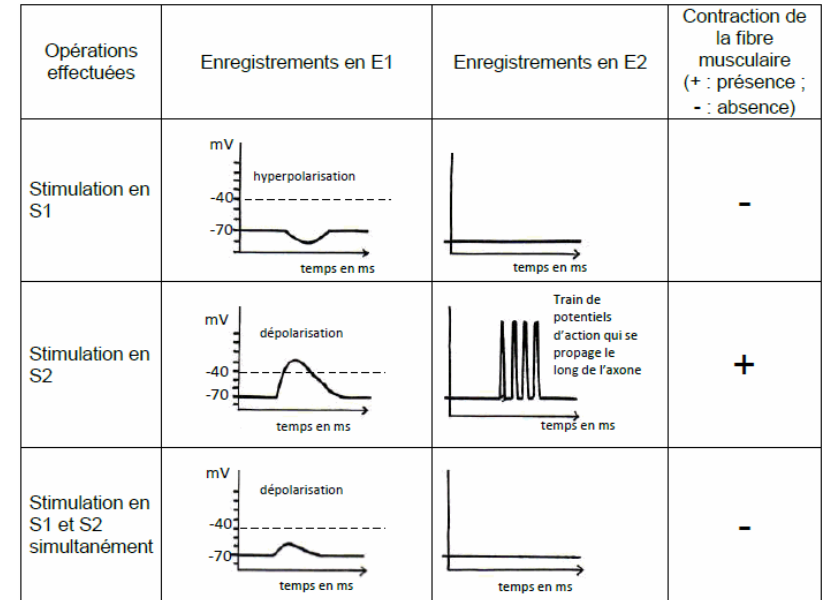 Opérations
effectuées
Enregistrements en E1
Enregistrements en E2
Contraction de
la fibre
musculaire
(+ : présence ;
- : absence)
Stimulation en
S1
mV
hyperpolarisation
-40
-70
temps en ms
temps en ms
-
Stimulation en
S2
mV
dépolarisation
-40
-70
temps en ms
Train de
potentiels
d'action qui se
propage le
long de l'axone
temps en ms
+
Stimulation en
S1 et S2
simultanément
mV
dépolarisation
-40
-70
temps en ms
temps en ms
-